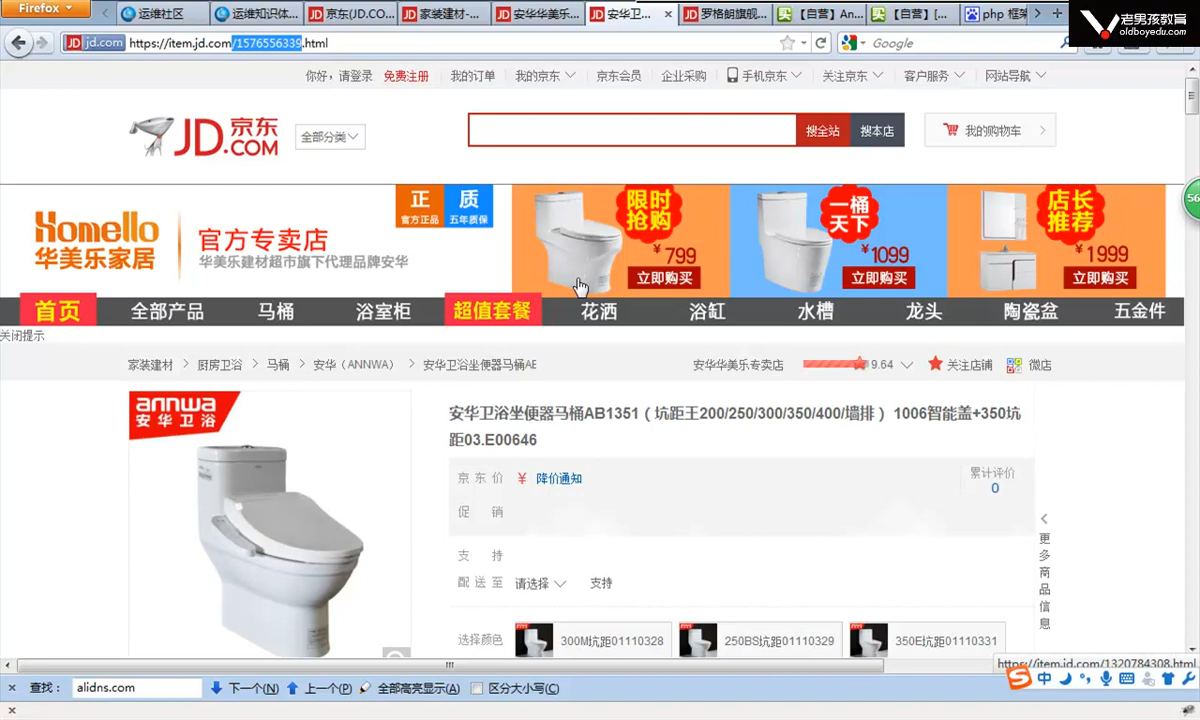 Firefox
运维社区
运维知识体...
京东(JD.CO...
家装建材-...
安华华美乐...
安华卫...
罗格朗旗舰...
【自营】An...
【自营】[...
php 框架
老男孩教育
oldboyedu.com
jd.com
https://item.jd.com/1576556339.html
Google
你好，请登录 免费注册
我的订单
我的京东
京东会员
企业采购
手机京东
关注京东
客户服务
网站导航
JD.COM 京东
全部分类
搜全站
搜本店
我的购物车
Homello
华美乐家居
官方专卖店
华美乐建材超市旗下代理品牌安华
正
官方正品
质
五年质保
限时
抢购
¥799
立即购买
一桶
天下
¥1099
立即购买
店长
推荐
¥1999
立即购买
56
首页
全部产品
马桶
浴室柜
超值套餐
花洒
浴缸
水槽
龙头
陶瓷盆
五金件
关闭提示
家装建材 > 厨房卫浴 > 马桶 > 安华（ANNWA） > 安华卫浴坐便器马桶AE
安华华美乐专卖店
9.64
关注店铺
微店
annwa
安华卫浴
安华卫浴坐便器马桶AB1351（坑距王200/250/300/350/400/墙排） 1006智能盖+350坑
距03.E00646
京东价 ¥ 降价通知
累计评价
0
促 销
支 持
配送至 请选择 支持
更多商品信息
选择颜色
300M坑距01110328
250BS坑距01110329
350E坑距01110331
https://item.jd.com/1320784308.html
中
× 查找： alidns.com 下一个(N) 上一个(P) 全部高亮显示(A) 区分大小写(C)
×